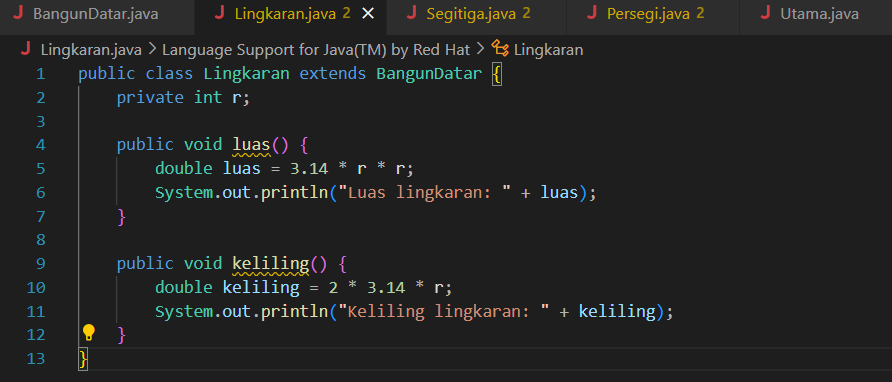 BangunDatar.java
Lingkaran.java 2
Segitiga.java 2
Persegi.java 2
Utama.java
Lingkaran.java > Language Support for Java(TM) by Red Hat > Lingkaran
1 public class Lingkaran extends BangunDatar {
2     private int r;
3
4     public void luas() {
5         double luas = 3.14 * r * r;
6         System.out.println("Luas lingkaran: " + luas);
7     }
8
9     public void keliling() {
10         double keliling = 2 * 3.14 * r;
11         System.out.println("Keliling lingkaran: " + keliling);
12     }
13 }